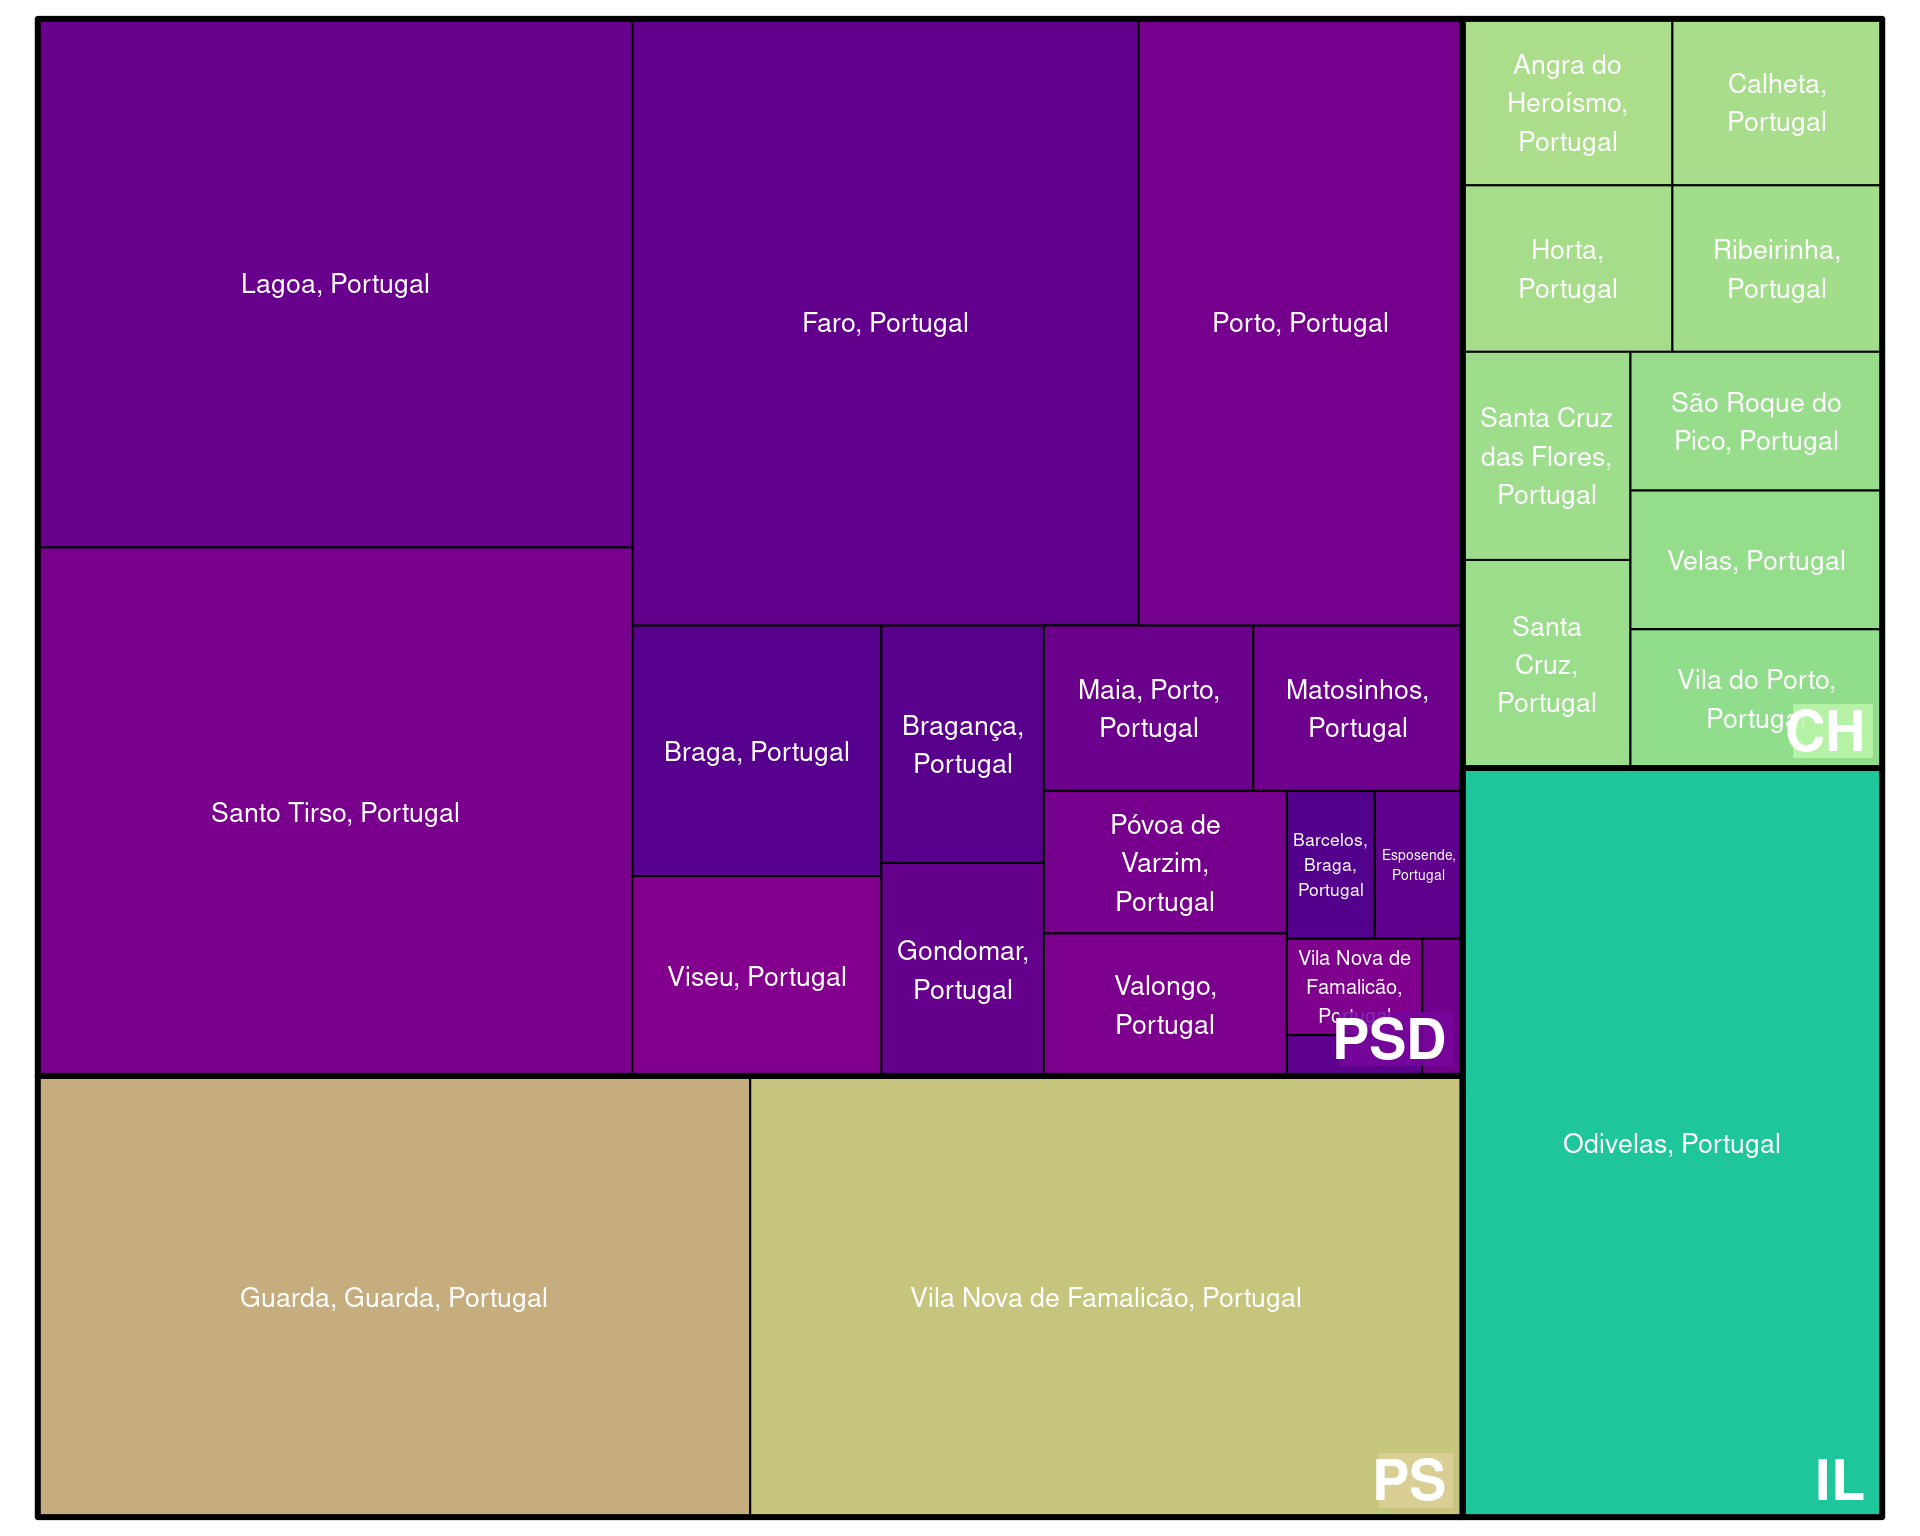 Lagoa, Portugal
Faro, Portugal
Porto, Portugal
Santo Tirso, Portugal
Braga, Portugal
Bragança,
Portugal
Maia, Porto,
Portugal
Matosinhos,
Portugal
Póvoa de
Varzim,
Portugal
Barcelos,
Braga,
Portugal
Esposende,
Portugal
Viseu, Portugal
Gondomar,
Portugal
Valongo,
Portugal
Vila Nova de
Famalicão,
Portugal
PSD
Angra do
Heroísmo,
Portugal
Calheta,
Portugal
Horta,
Portugal
Ribeirinha,
Portugal
Santa Cruz
das Flores,
Portugal
São Roque do
Pico, Portugal
Velas, Portugal
Santa
Cruz,
Portugal
Vila do Porto,
Portugal
CH
Guarda, Guarda, Portugal
Vila Nova de Famalicão, Portugal
PS
Odivelas, Portugal
IL